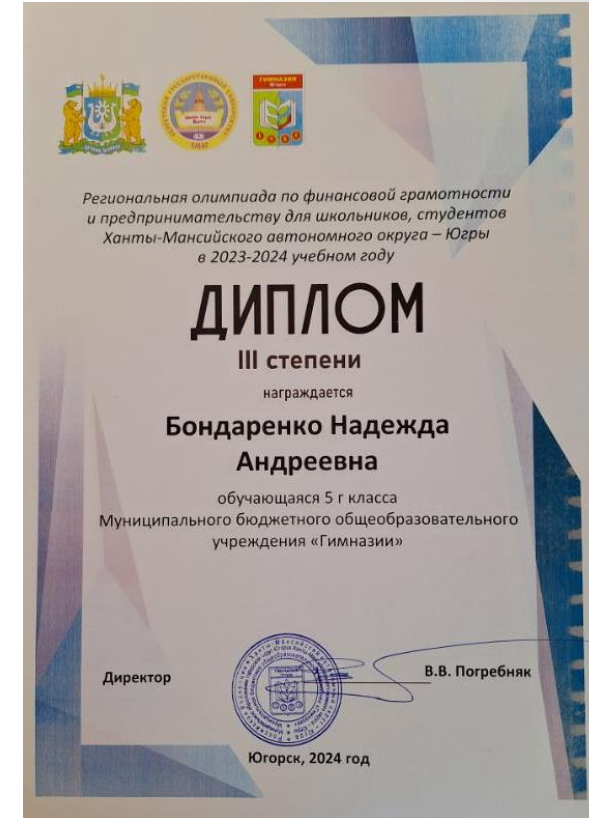 ГИМНАЗИЯ
Югорск
Региональная олимпиада по финансовой грамотности
и предпринимательству для школьников, студентов
Ханты-Мансийского автономного округа – Югры
в 2023-2024 учебном году
ДИПЛОМ
III степени
награждается
Бондаренко Надежда
Андреевна
обучающаяся 5 г класса
Муниципального бюджетного общеобразовательного
учреждения «Гимназии»
Директор
В.В. Погребняк
Югорск, 2024 год